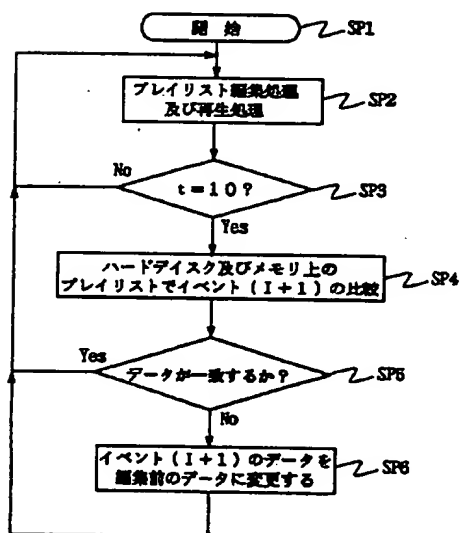 開 始
SP1
プレイリスト編集処理
及び再生処理
SP2
No
t=10?
SP3
Yes
ハードディスク及びメモリ上の
プレイリストでイベント(I+1)の比較
SP4
Yes
データが一致するか?
SP5
No
イベント(I+1)のデータを
編集前のデータに変更する
SP6